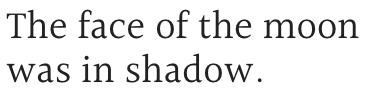 The face of the moon
was in shadow.